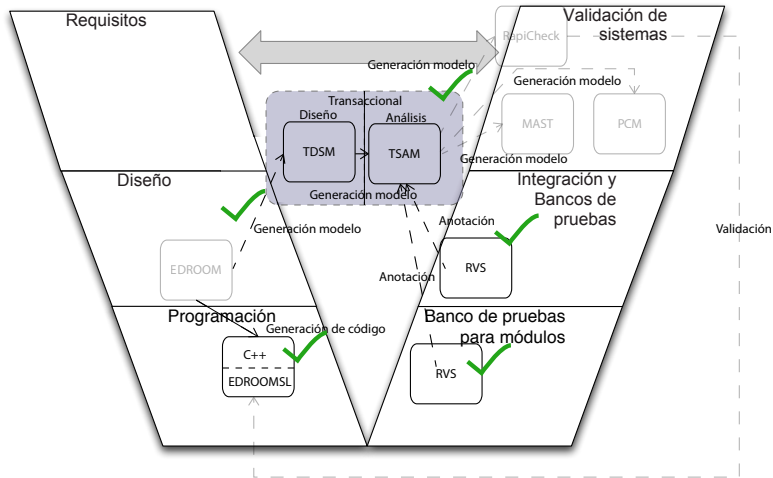 Requisitos
Validación de
sistemas
RapiCheck
Generación modelo
Generación modelo
Transaccional
Diseño
Análisis
TDSM
TSAM
MAST
PCM
Generación modelo
Generación modelo
Diseño
Integración y
Bancos de
pruebas
Generación modelo
Anotación
Validación
EDROOM
RVS
Anotación
Programación
Generación de código
Banco de pruebas
para módulos
C++
EDROOMSL
RVS